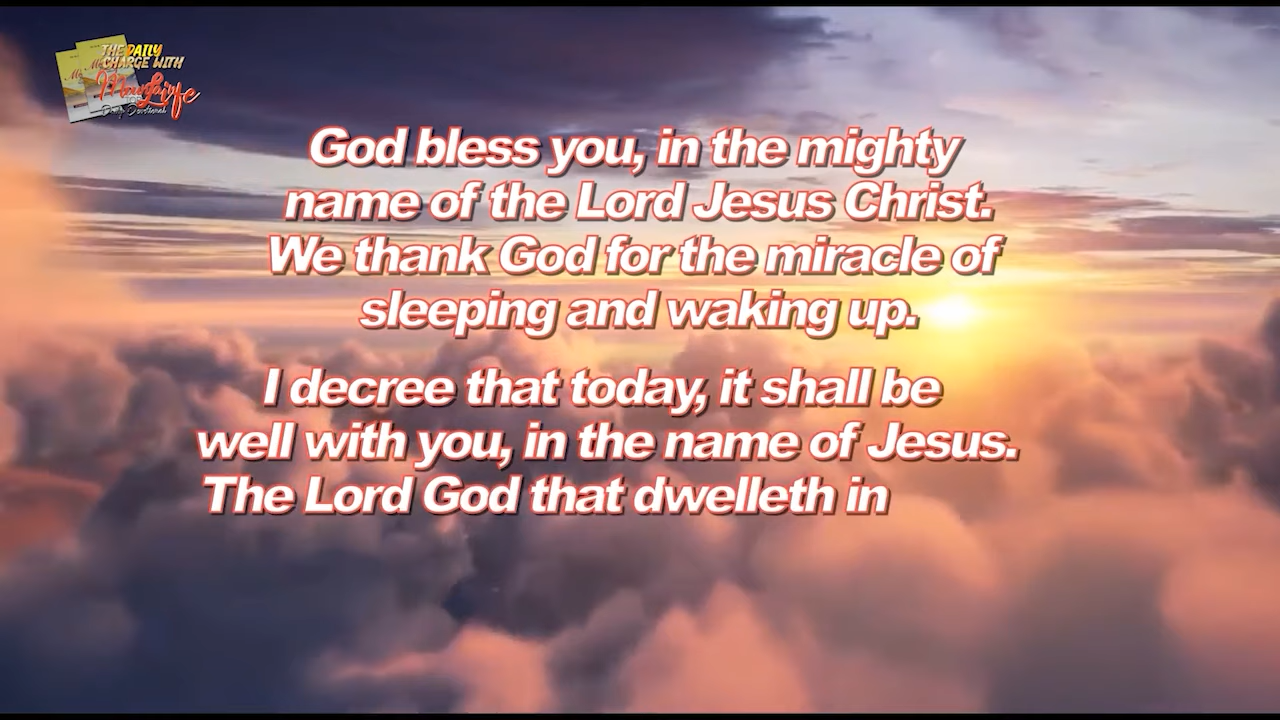 THE DAILY
CHARGE WITH
God bless you, in the mighty
name of the Lord Jesus Christ.
We thank God for the miracle of
sleeping and waking up.
I decree that today, it shall be
well with you, in the name of Jesus.
The Lord God that dwelleth in